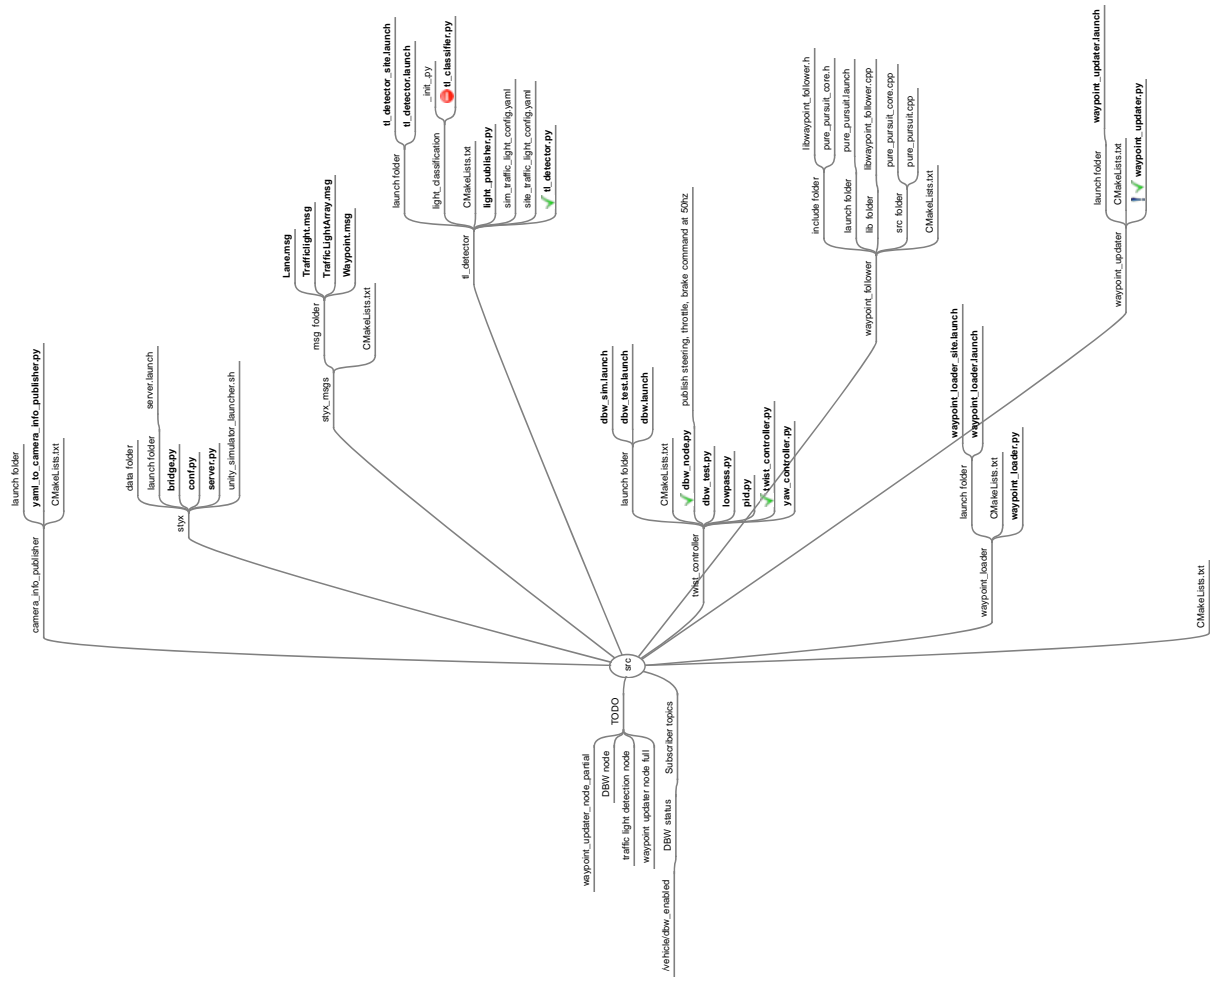 launch folder
yaml_to_camera_info_publisher.py
CMakeLists.txt
camera_info_publisher
data folder
server.launch
launch folder
bridge.py
conf.py
server.py
unity_simulator_launcher.sh
styx
Lane.msg
Trafficlight.msg
TrafficLightArray.msg
Waypoint.msg
msg folder
CMakeLists.txt
styx_msgs
tl_detector_site.launch
tl_detector.launch
launch folder
_init_.py
tl_classifier.py
light_classification
CMakeLists.txt
light_publisher.py
sim_traffic_light_config.yaml
site_traffic_light_config.yaml
tl_detector.py
tl_detector
dbw_sim.launch
dbw_test.launch
dbw.launch
launch folder
CMakeLists.txt
publish steering, throttle, brake command at 50hz
dbw_node.py
dbw_test.py
lowpass.py
pid.py
twist_controller.py
yaw_controller.py
twist_controller
libwaypoint_follower.h
pure_pursuit_core.h
include folder
pure_pursuit.launch
launch folder
libwaypoint_follower.cpp
lib folder
pure_pursuit_core.cpp
pure_pursuit.cpp
src folder
CMakeLists.txt
waypoint_follower
waypoint_updater.launch
launch folder
CMakeLists.txt
waypoint_updater.py
waypoint_updater
waypoint_loader_site.launch
waypoint_loader.launch
launch folder
CMakeLists.txt
waypoint_loader.py
waypoint_loader
CMakeLists.txt
src
TODO
waypoint_updater_node_partial
DBW node
traffic light detection node
waypoint updater node full
Subscriber topics
DBW status
/vehicle/dbw_enabled